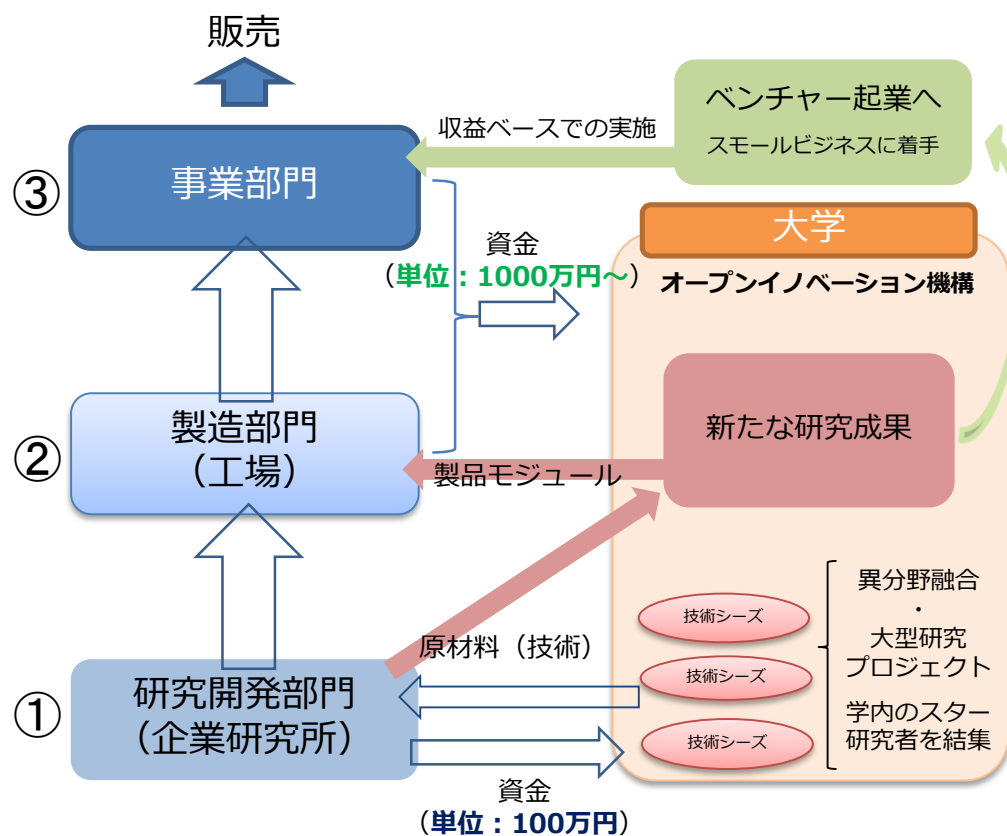 販売
ベンチャー起業へ
スモールビジネスに着手
収益ベースでの実施
③
事業部門
大学
オープンイノベーション機構
資金
（単位：1000万円～）
新たな研究成果
②
製造部門
（工場）
製品モジュール
異分野融合
・
大型研究
プロジェクト
学内のスター
研究者を結集
技術シーズ
技術シーズ
技術シーズ
原材料（技術）
①
研究開発部門
（企業研究所）
資金
（単位：100万円）